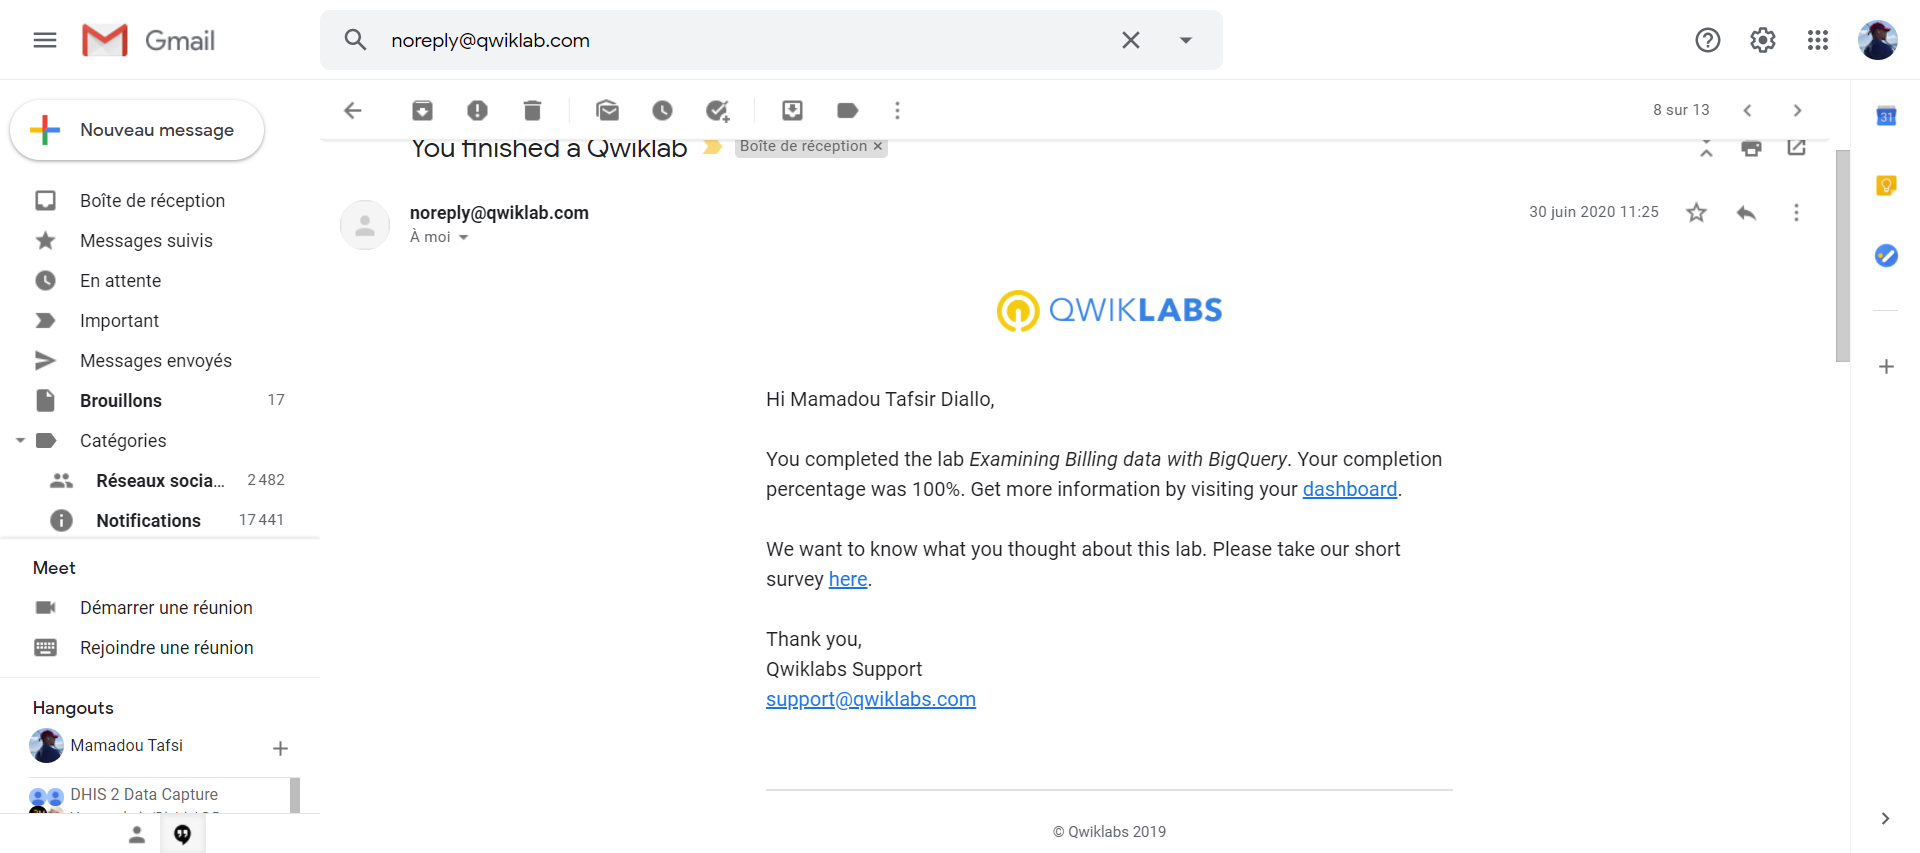 Gmail
noreply@qwiklab.com
Nouveau message
8 sur 13
31
You finished a Qwiklab
Boîte de réception ×
noreply@qwiklab.com
À moi
30 juin 2020 11:25
Boîte de réception
Messages suivis
En attente
Important
Messages envoyés
Brouillons 17
Catégories
Réseaux socia... 2 482
Notifications 17 441
Meet
Démarrer une réunion
Rejoindre une réunion
Hangouts
Mamadou Tafsi
DHIS 2 Data Capture
QWIKLABS
Hi Mamadou Tafsir Diallo,
You completed the lab Examining Billing data with BigQuery. Your completion
percentage was 100%. Get more information by visiting your dashboard.
We want to know what you thought about this lab. Please take our short
survey here.
Thank you,
Qwiklabs Support
support@qwiklabs.com
© Qwiklabs 2019